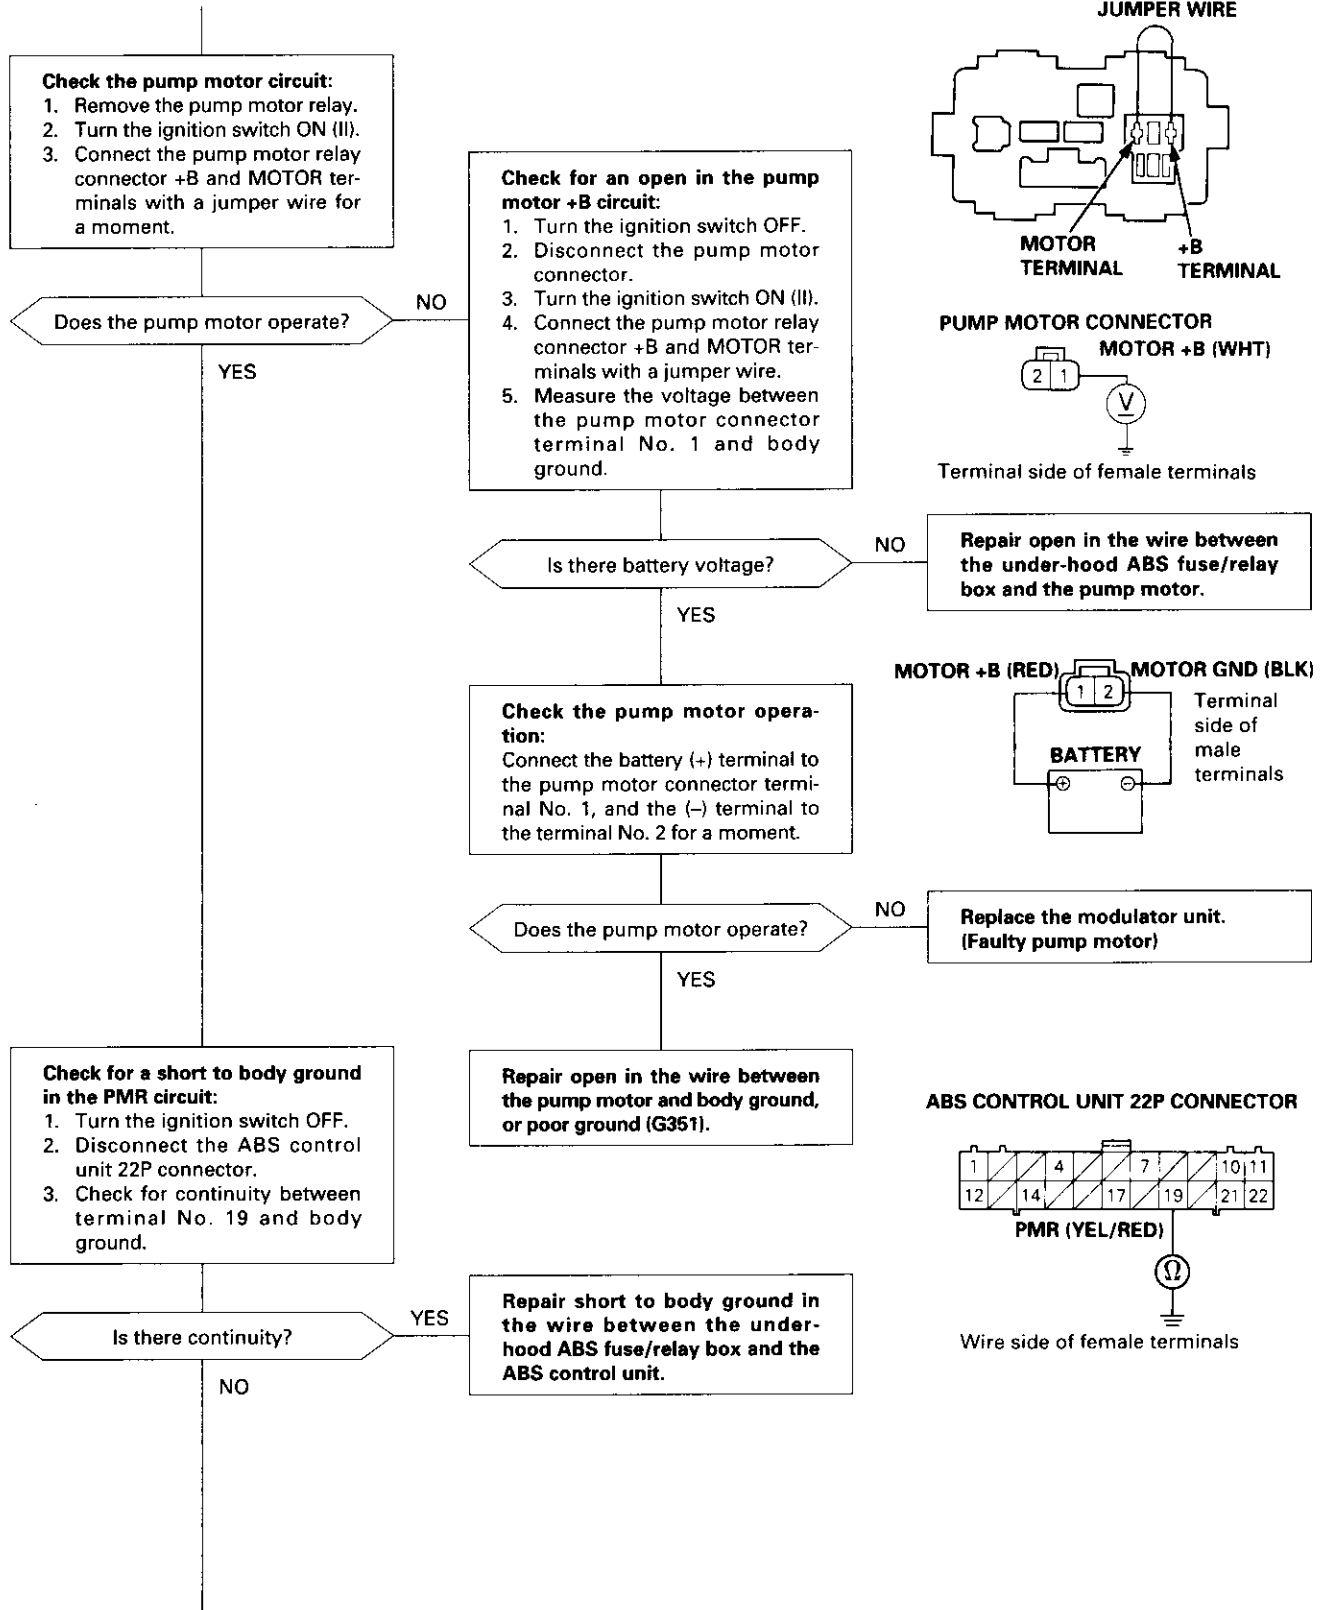 JUMPER WIRE
Check the pump motor circuit:
1. Remove the pump motor relay.
2. Turn the ignition switch ON (II).
3. Connect the pump motor relay
connector +B and MOTOR ter-
minals with a jumper wire for
a moment.
Does the pump motor operate?
NO
YES
Check for an open in the pump
motor +B circuit:
1. Turn the ignition switch OFF.
2. Disconnect the pump motor
connector.
3. Turn the ignition switch ON (II).
4. Connect the pump motor relay
connector +B and MOTOR ter-
minals with a jumper wire.
5. Measure the voltage between
the pump motor connector
terminal No. 1 and body
ground.
MOTOR
TERMINAL
+B
TERMINAL
PUMP MOTOR CONNECTOR
MOTOR +B (WHT)
2 1
V
Terminal side of female terminals
Is there battery voltage?
NO
YES
Repair open in the wire between
the under-hood ABS fuse/relay
box and the pump motor.
Check the pump motor opera-
tion:
Connect the battery (+) terminal to
the pump motor connector termi-
nal No. 1, and the (–) terminal to
the terminal No. 2 for a moment.
MOTOR +B (RED)
MOTOR GND (BLK)
1 2
Terminal
side of
male
terminals
BATTERY
+ –
Does the pump motor operate?
NO
YES
Replace the modulator unit.
(Faulty pump motor)
Repair open in the wire between
the pump motor and body ground,
or poor ground (G351).
Check for a short to body ground
in the PMR circuit:
1. Turn the ignition switch OFF.
2. Disconnect the ABS control
unit 22P connector.
3. Check for continuity between
terminal No. 19 and body
ground.
ABS CONTROL UNIT 22P CONNECTOR
1 4 7 10 11
12 14 17 19 21 22
PMR (YEL/RED)
Ω
Wire side of female terminals
Is there continuity?
YES
NO
Repair short to body ground in
the wire between the under-
hood ABS fuse/relay box and the
ABS control unit.